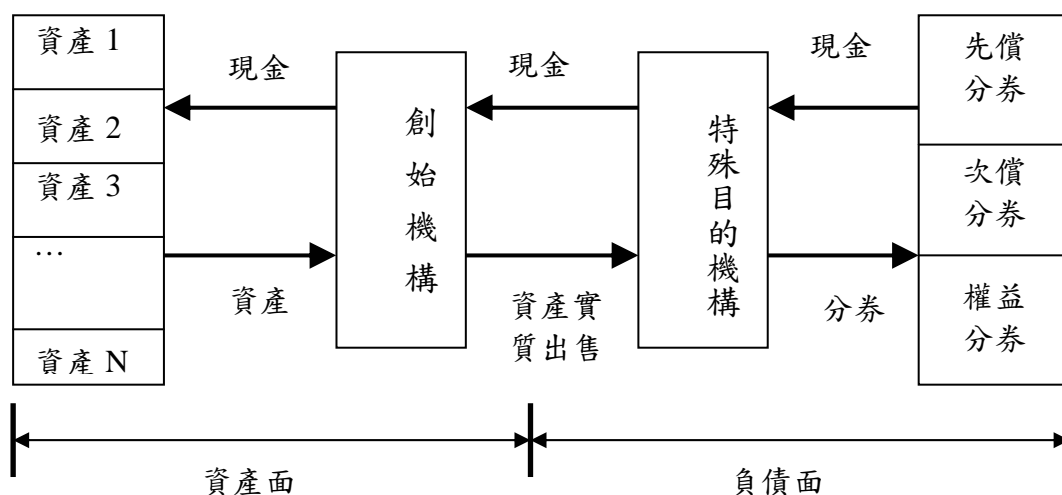 資產 1
資產 2
資產 3
…
資產 N
現金
資產
創始機構
現金
資產實
質出售
特殊目的機構
現金
分券
先償
分券
次償
分券
權益
分券
資產面
負債面